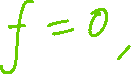 f = 0,